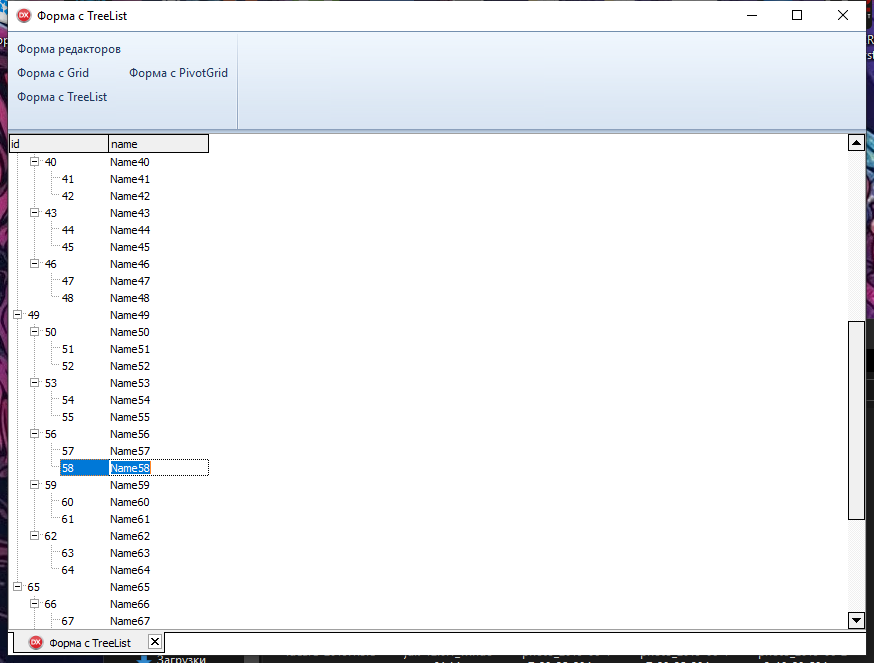 Форма с TreeList
Форма редакторов
Форма с Grid Форма с PivotGrid
Форма с TreeList
id name
40 Name40
41 Name41
42 Name42
43 Name43
44 Name44
45 Name45
46 Name46
47 Name47
48 Name48
49 Name49
50 Name50
51 Name51
52 Name52
53 Name53
54 Name54
55 Name55
56 Name56
57 Name57
58 Name58
59 Name59
60 Name60
61 Name61
62 Name62
63 Name63
64 Name64
65 Name65
66 Name66
67 Name67
Форма с TreeList
Загрузки